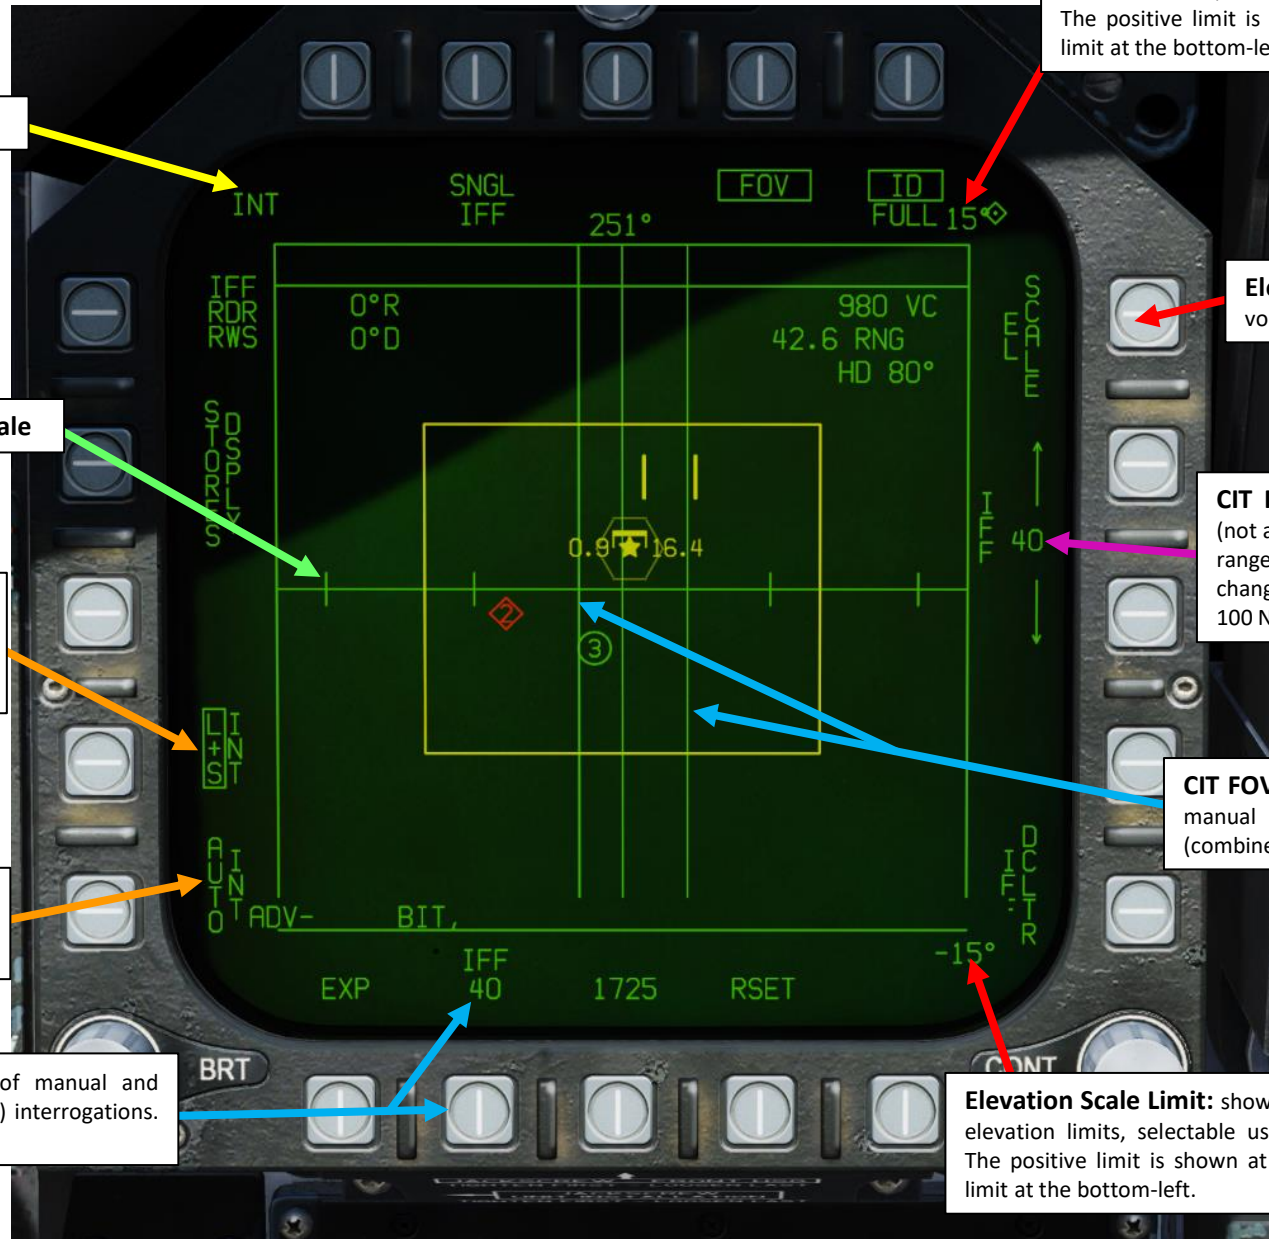 The positive limit is
limit at the bottom-le
INT
SNGL
IFF
FOV
ID
FULL
15°
251°
IFF
RDR
RWS
0°R
0°D
980 VC
42.6 RNG
HD 80°
EL
SCALE
Ele
vo
ale
STORES
DSPLY
IFF
40
CIT
(not a
range
chang
100 N
0.9
16.4
2
3
L+S
INT
AUTO
INT
CIT FOV
manual
(combine
IFF
DCLTR
ADV-
BIT,
-15°
IFF
40
EXP
1725
RSET
BRT
CONT
of manual and
) interrogations.
Elevation Scale Limit: show
elevation limits, selectable us
The positive limit is shown at
limit at the bottom-left.